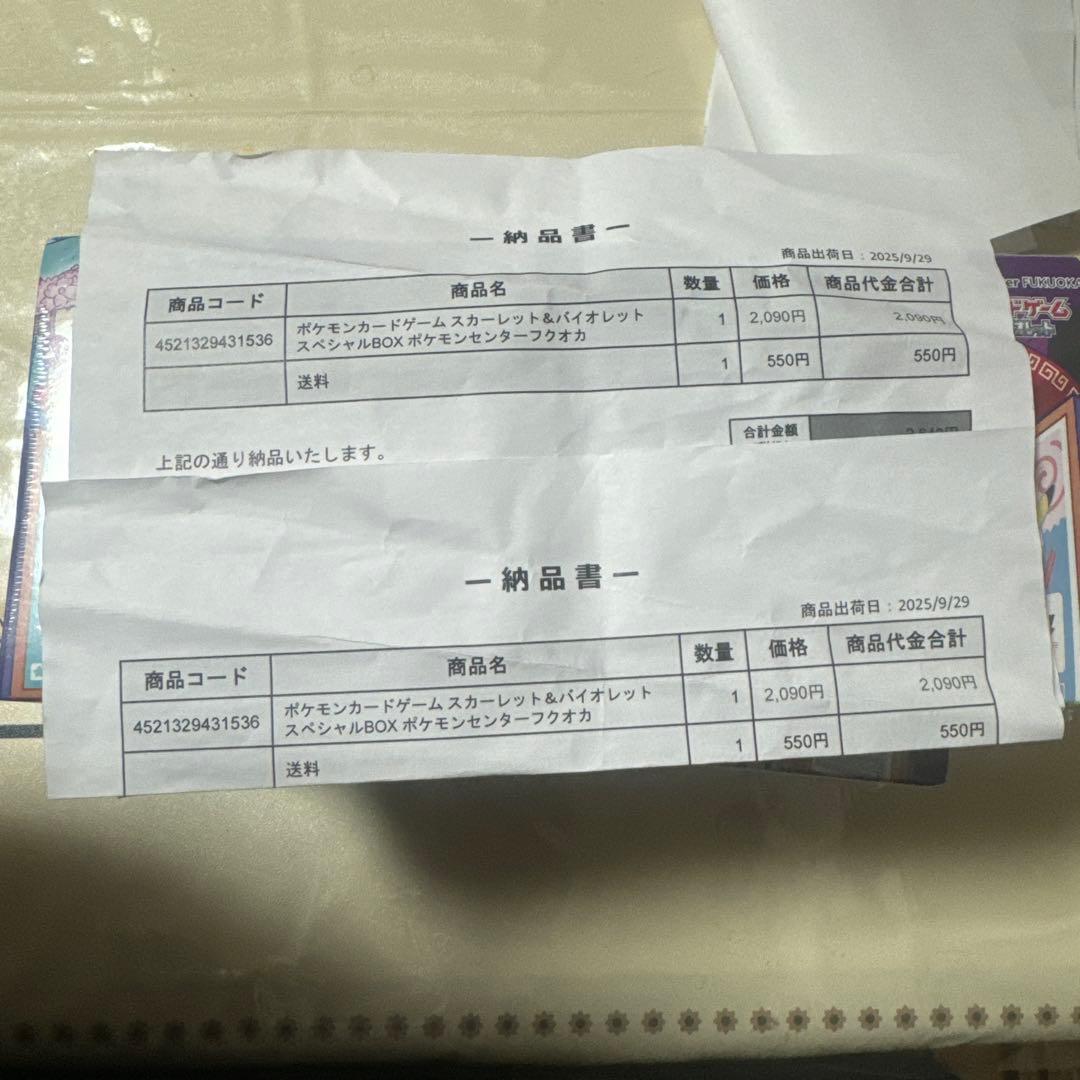 ー 納 品 書 ー
商品出荷日：2025/9/29
商品コード 商品名 数量 価格 商品代金合計
4521329431536 ポケモンカードゲーム スカーレット＆バイオレット 1 2,090円 2,090円
スペシャルBOX ポケモンセンターフクオカ
送料 1 550円 550円
合計金額
上記の通り納品いたします。
er FUKUOKA
ドゲーム
ー 納 品 書 ー
商品出荷日：2025/9/29
商品コード 商品名 数量 価格 商品代金合計
4521329431536 ポケモンカードゲーム スカーレット＆バイオレット 1 2,090円 2,090円
スペシャルBOX ポケモンセンターフクオカ
送料 1 550円 550円